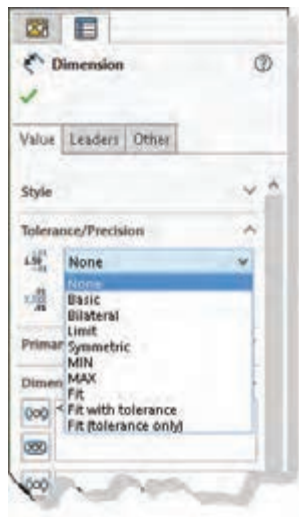 Dimension
Value Leaders Other
Style
Tolerance/Precision
None
None
Basic
Bilateral
Limit
Primar
Symmetric
MIN
MAX
Dimen
Fit
Fit with tolerance
Fit (tolerance only)